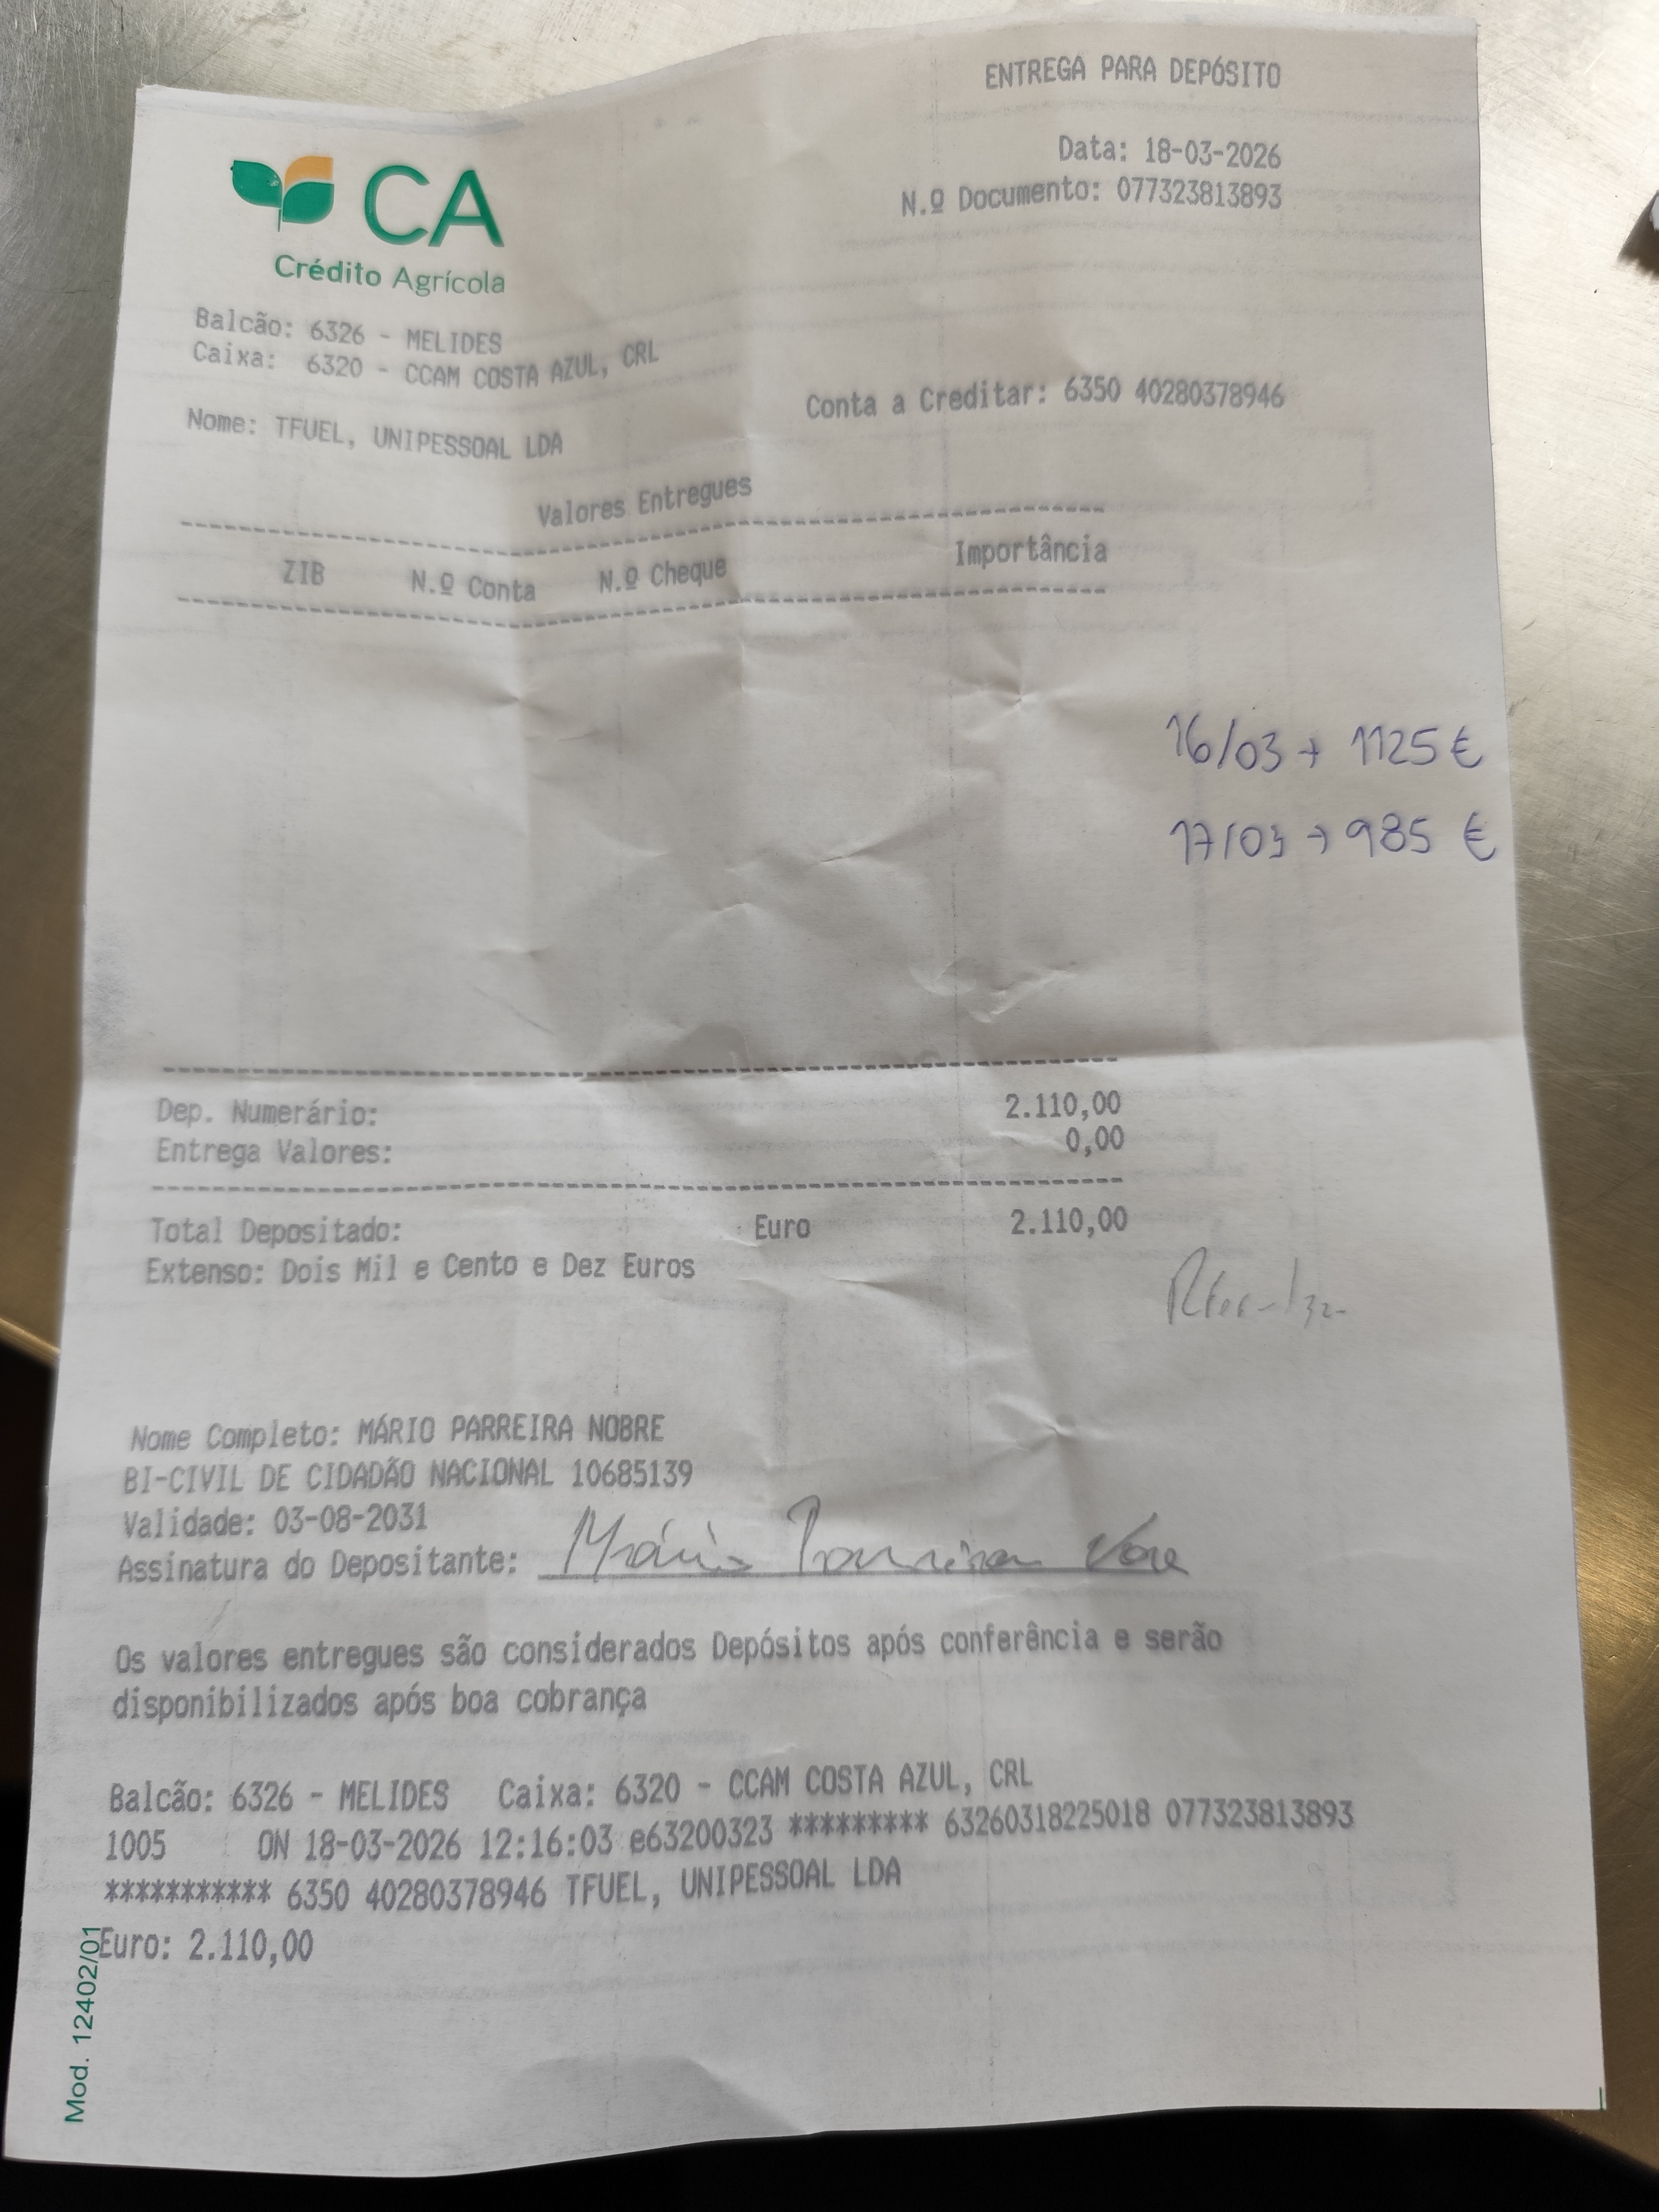 ENTREGA PARA DEPÓSITO
Data: 18-03-2026
N.º Documento: 077323813893
CA
Crédito Agrícola
Balcão: 6326 - MELIDES
Caixa: 6320 - CCAM COSTA AZUL, CRL
Conta a Creditar: 6350 40280378946
Nome: TFUEL, UNIPESSOAL LDA
Valores Entregues
ZIB N.º Conta N.º Cheque Importância
16/03 → 1125 €
17/03 → 985 €
Dep. Numerário: 2.110,00
Entrega Valores: 0,00
Total Depositado: Euro 2.110,00
Extenso: Dois Mil e Cento e Dez Euros
Nome Completo: MÁRIO PARREIRA NOBRE
BI-CIVIL DE CIDADÃO NACIONAL 10685139
Validade: 03-08-2031
Assinatura do Depositante: Mário Parreira
Os valores entregues são considerados Depósitos após conferência e serão
disponibilizados após boa cobrança
Balcão: 6326 - MELIDES Caixa: 6320 - CCAM COSTA AZUL, CRL
1005 ON 18-03-2026 12:16:03 e63200323 ********* 63260318225018 077323813893
*********** 6350 40280378946 TFUEL, UNIPESSOAL LDA
Euro: 2.110,00
Mod. 12402/01